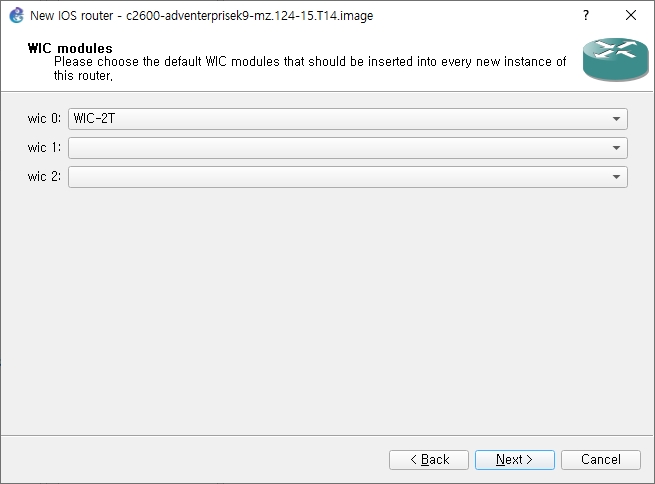 New IOS router - c2600-adventerprisek9-mz.124-15.T14.image
WIC modules
Please choose the default WIC modules that should be inserted into every new instance of
this router.
wic 0: WIC-2T
wic 1:
wic 2:
< Back Next > Cancel